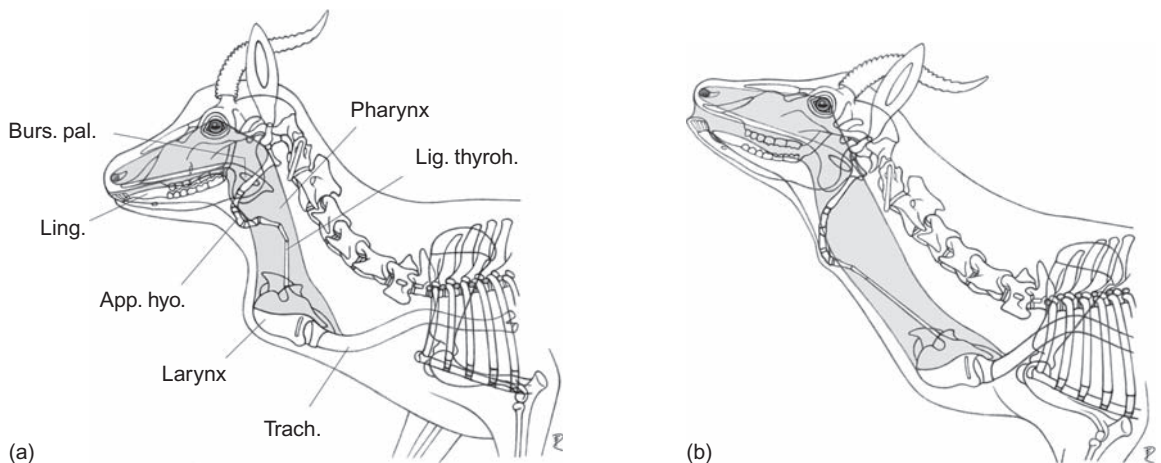 Burs. pal.
Pharynx
Lig. thyroh.
Ling.
App. hyo.
Larynx
Trach.
(a)
(b)